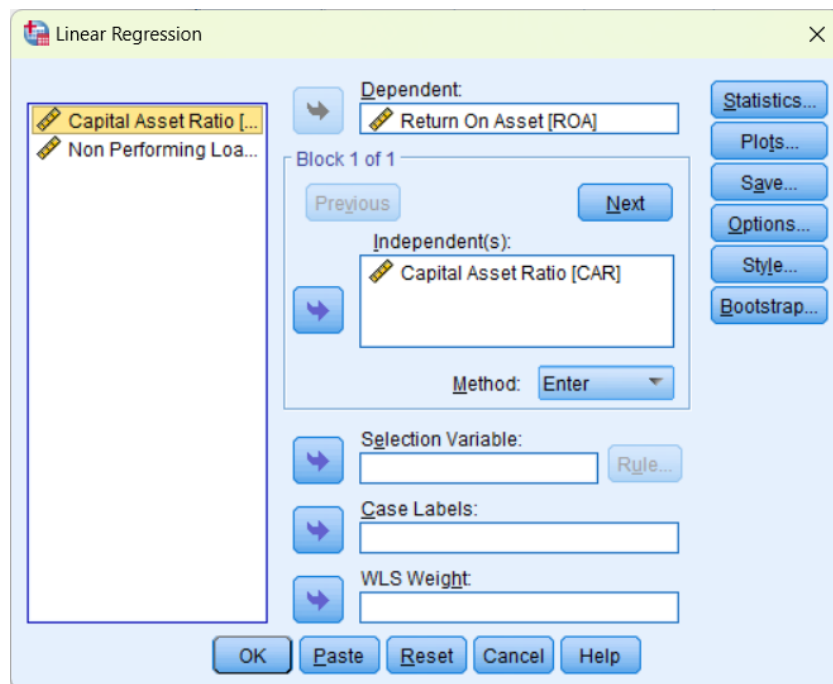 Linear Regression
Capital Asset Ratio [...
Non Performing Loa...
Dependent:
Return On Asset [ROA]
Block 1 of 1
Previous
Next
Independent(s):
Capital Asset Ratio [CAR]
Method:
Enter
Selection Variable:
Rule...
Case Labels:
WLS Weight:
Statistics...
Plots...
Save...
Options...
Style...
Bootstrap...
OK
Paste
Reset
Cancel
Help